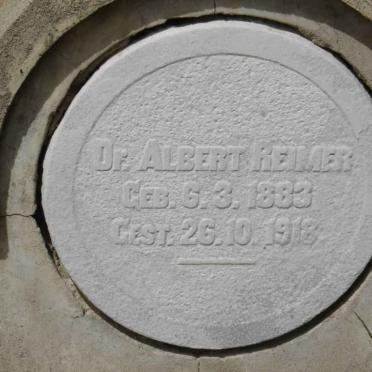 Dr. Albert Reimer
Geb. 6. 3. 1883
Gest. 26. 10. 1918